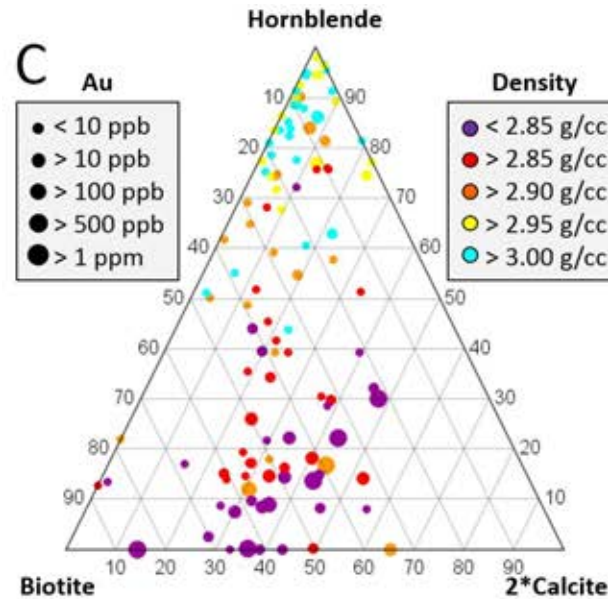 Hornblende
C
Au
< 10 ppb
> 10 ppb
> 100 ppb
> 500 ppb
> 1 ppm
Density
< 2.85 g/cc
> 2.85 g/cc
> 2.90 g/cc
> 2.95 g/cc
> 3.00 g/cc
10
20
30
40
50
60
70
80
90
90
80
70
60
50
40
30
20
10
10 20 30 40 50 60 70 80 90
Biotite
2*Calcite